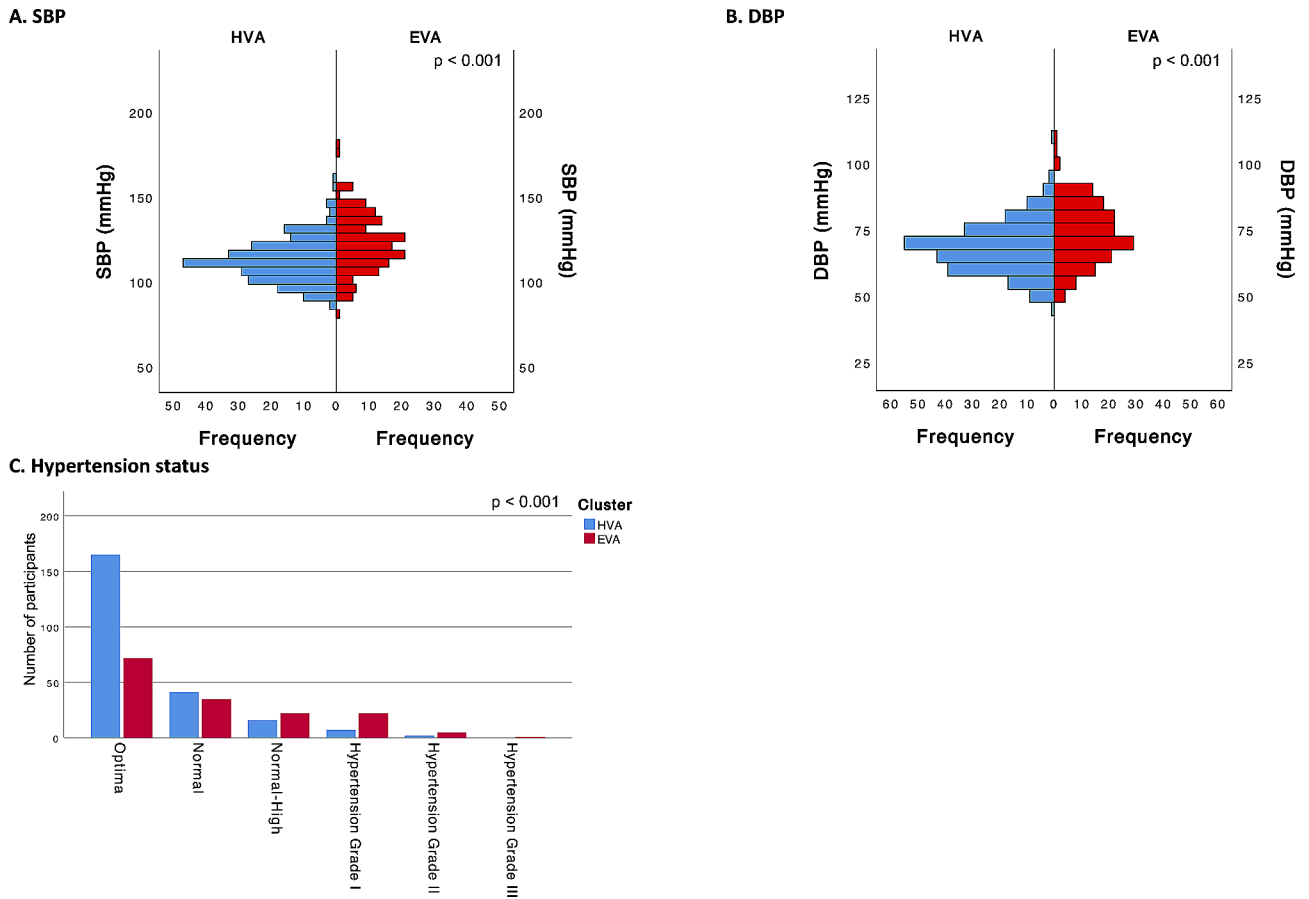 A. SBP
HVA
EVA
p < 0.001
200
150
100
50
SBP (mmHg)
200
150
100
50
SBP (mmHg)
50 40 30 20 10 0 10 20 30 40 50
Frequency
Frequency
B. DBP
HVA
EVA
p < 0.001
125
100
75
50
25
DBP (mmHg)
125
100
75
50
25
DBP (mmHg)
60 50 40 30 20 10 0 10 20 30 40 50 60
Frequency
Frequency
C. Hypertension status
p < 0.001
Cluster
HVA
EVA
Number of participants
200
150
100
50
0
Optima
Normal
Normal-High
Hypertension Grade I
Hypertension Grade II
Hypertension Grade III